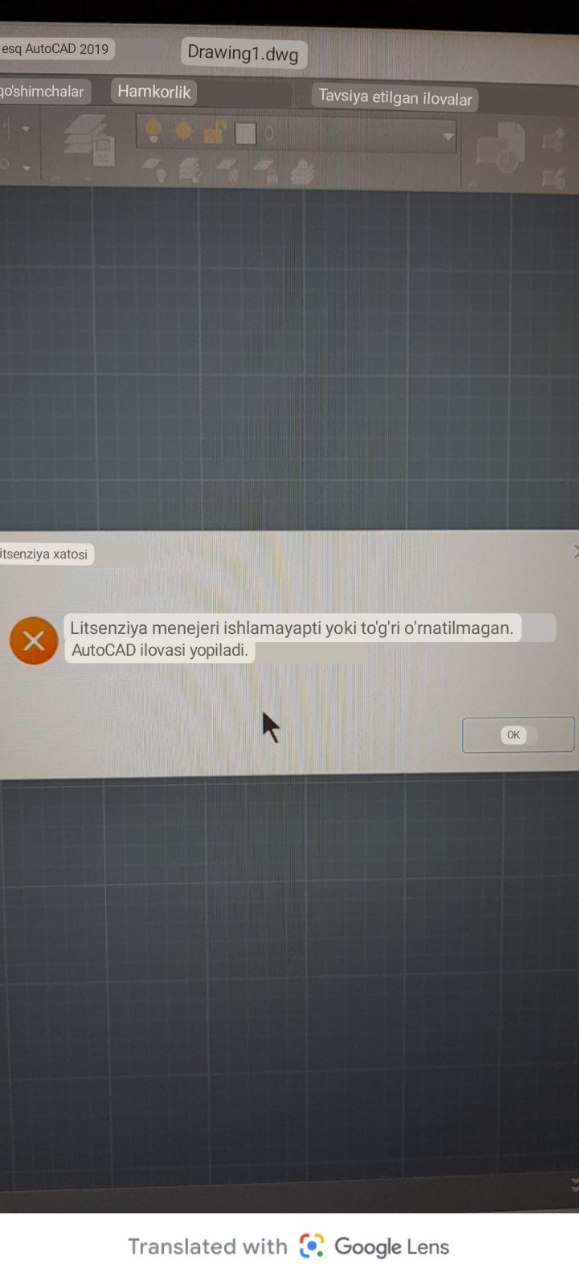 esq AutoCAD 2019
Drawing1.dwg
qo'shimchalar
Hamkorlik
Tavsiya etilgan ilovalar
itsenziya xatosi
Litsenziya menejeri ishlamayapti yoki to'g'ri o'rnatilmagan.
AutoCAD ilovasi yopiladi.
OK
Translated with Google Lens